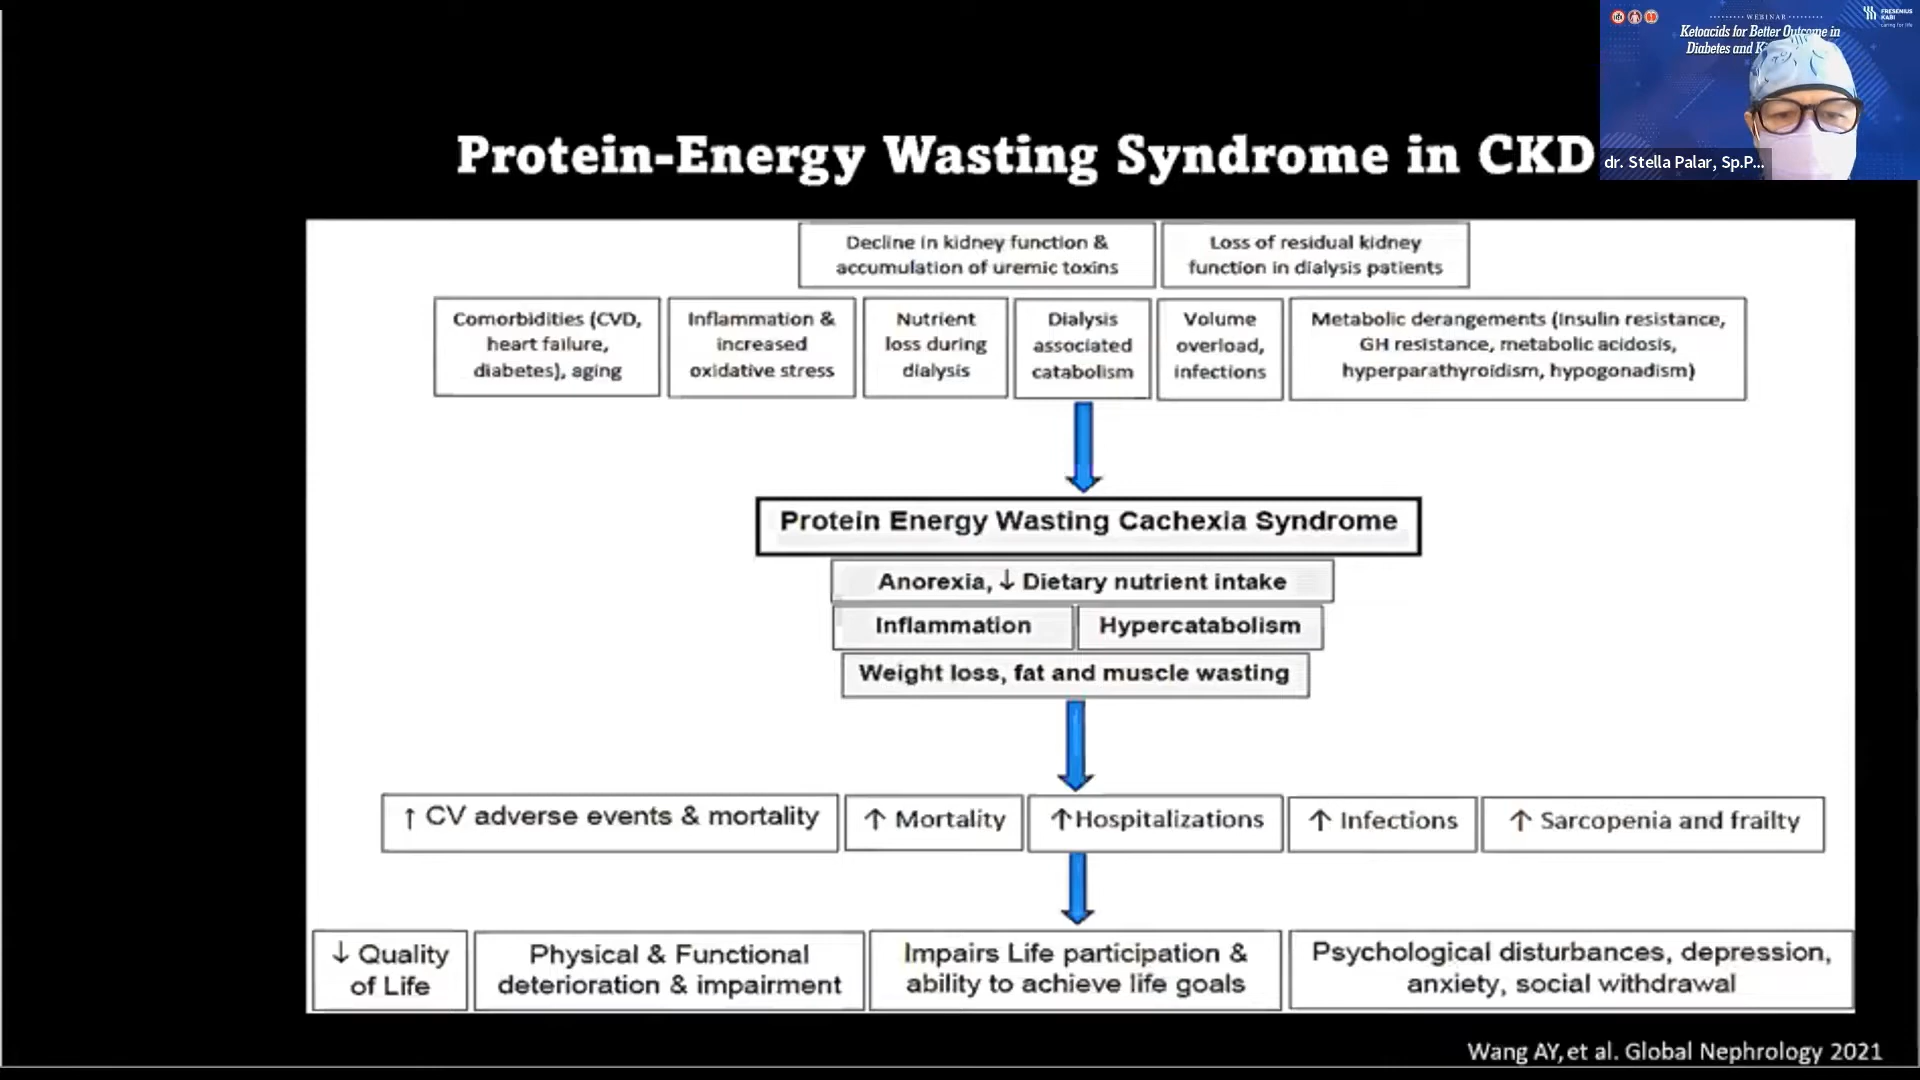 WEBINAR
Ketoacids for Better Outcome in
Diabetes and
FRESENIUS
KABI
caring for life
dr. Stella Palar, Sp.P...
Protein-Energy Wasting Syndrome in CKD
Decline in kidney function &
accumulation of uremic toxins
Loss of residual kidney
function in dialysis patients
Comorbidities (CVD,
heart failure,
diabetes), aging
Inflammation &
increased
oxidative stress
Nutrient
loss during
dialysis
Dialysis
associated
catabolism
Volume
overload,
infections
Metabolic derangements (Insulin resistance,
GH resistance, metabolic acidosis,
hyperparathyroidism, hypogonadism)
Protein Energy Wasting Cachexia Syndrome
Anorexia, ↓ Dietary nutrient intake
Inflammation
Hypercatabolism
Weight loss, fat and muscle wasting
↑ CV adverse events & mortality
↑ Mortality
↑Hospitalizations
↑ Infections
↑ Sarcopenia and frailty
↓ Quality
of Life
Physical & Functional
deterioration & impairment
Impairs Life participation &
ability to achieve life goals
Psychological disturbances, depression,
anxiety, social withdrawal
Wang AY, et al. Global Nephrology 2021